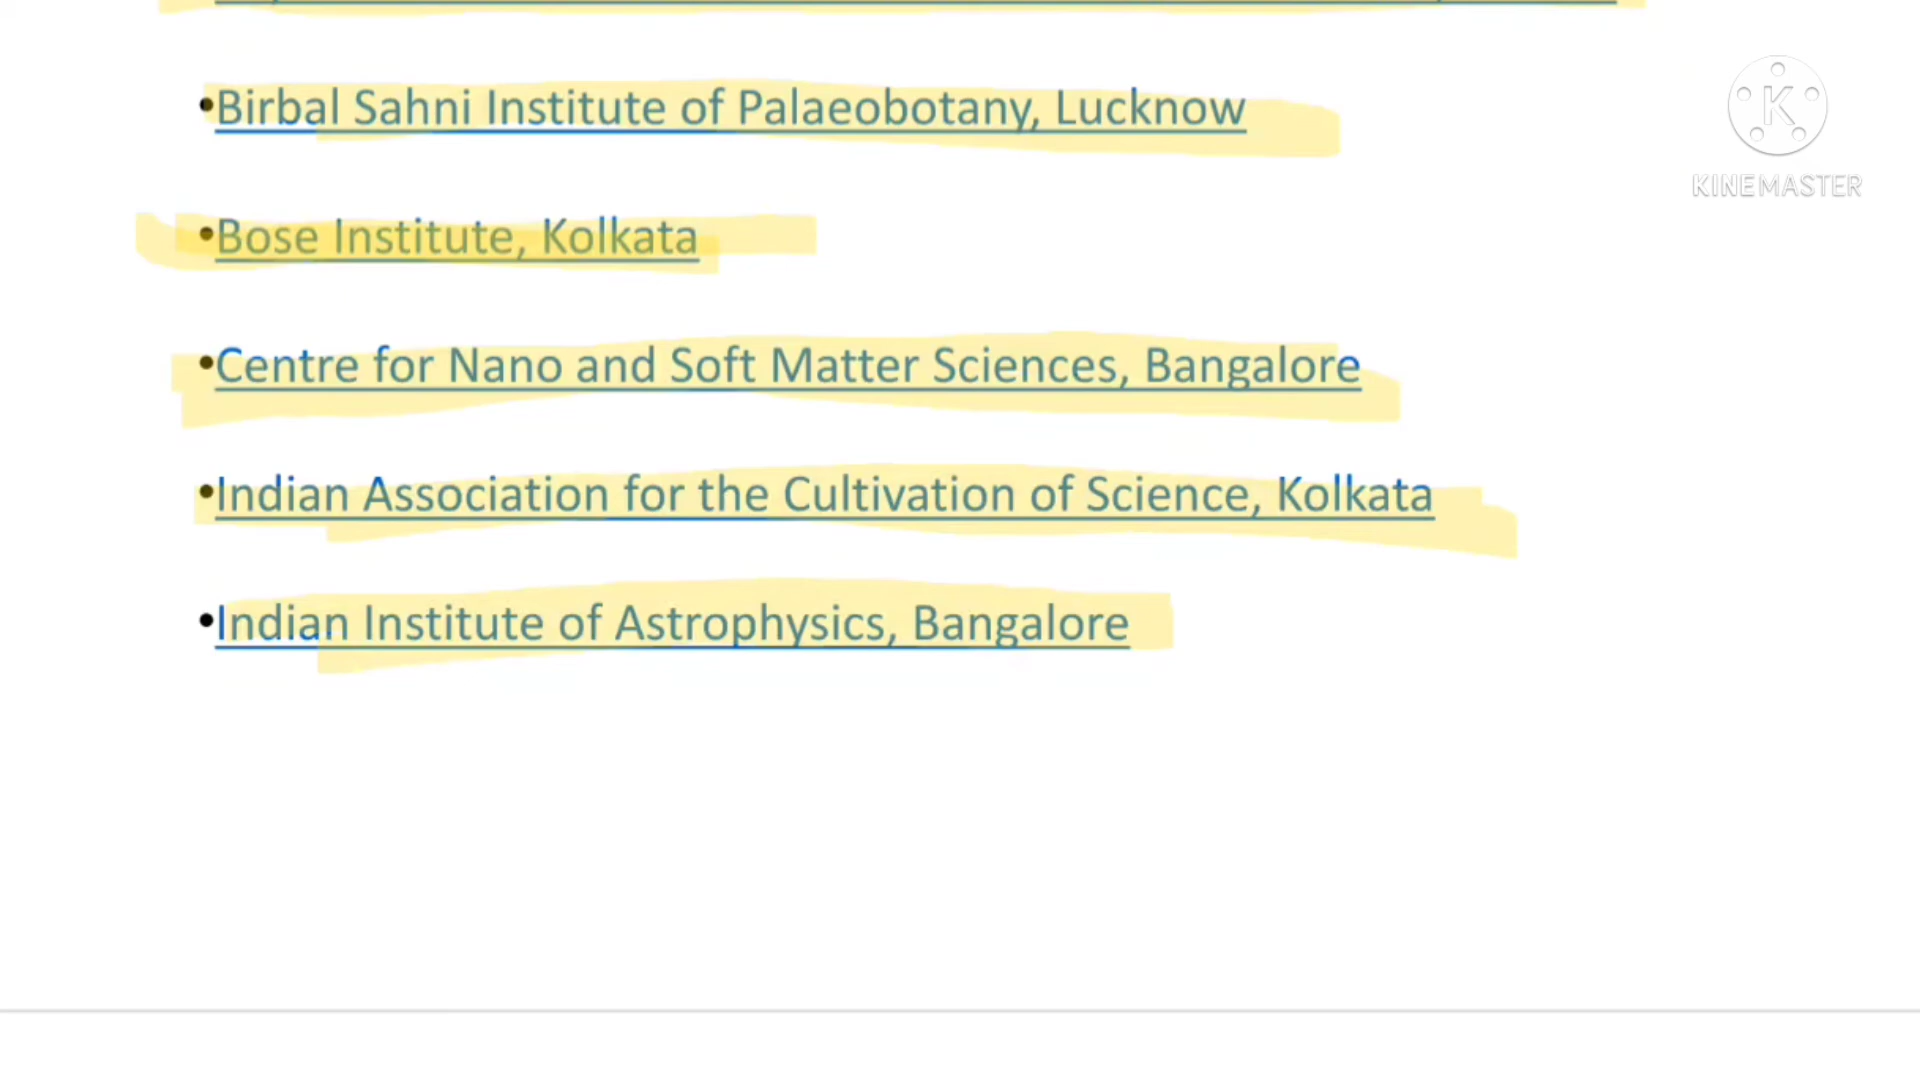 •Birbal Sahni Institute of Palaeobotany, Lucknow
K
KINEMASTER
•Bose Institute, Kolkata
•Centre for Nano and Soft Matter Sciences, Bangalore
•Indian Association for the Cultivation of Science, Kolkata
•Indian Institute of Astrophysics, Bangalore